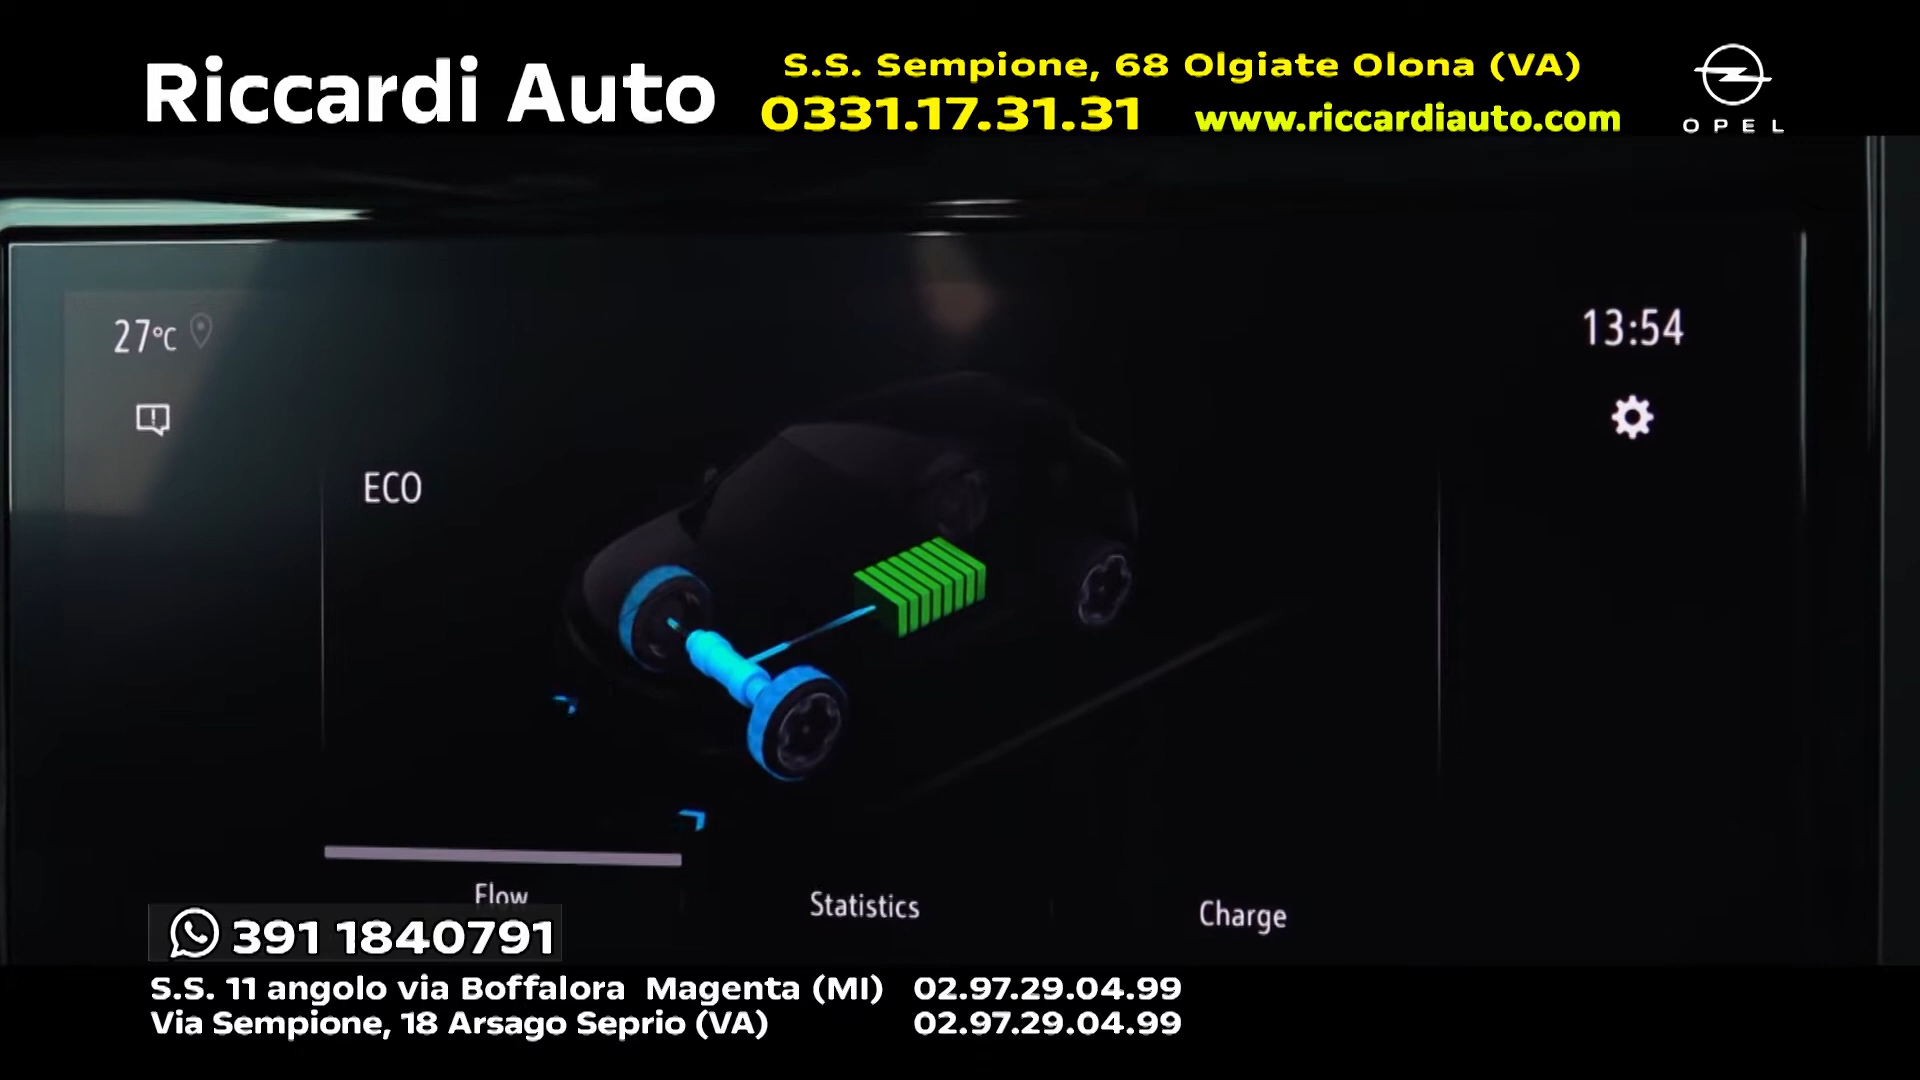 Riccardi Auto
S.S. Sempione, 68 Olgiate Olona (VA)
0331.17.31.31 www.riccardiauto.com
OPEL
27°C
13:54
ECO
Flow
Statistics
Charge
391 1840791
S.S. 11 angolo via Boffalora Magenta (MI) 02.97.29.04.99
Via Sempione, 18 Arsago Seprio (VA) 02.97.29.04.99